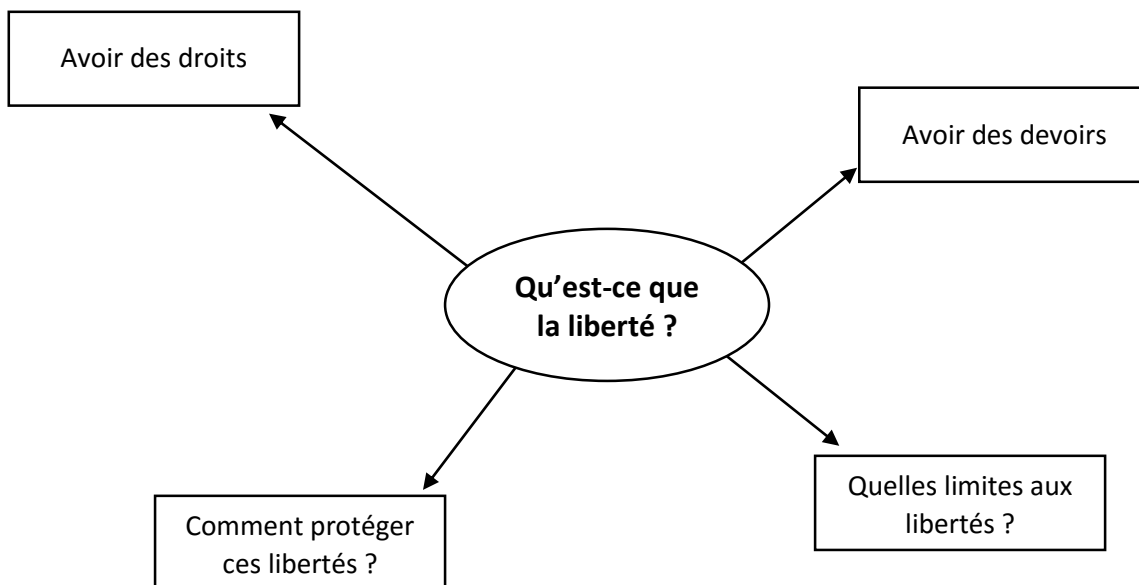 Avoir des droits
Avoir des devoirs
Qu’est-ce que
la liberté ?
Quelles limites aux
libertés ?
Comment protéger
ces libertés ?